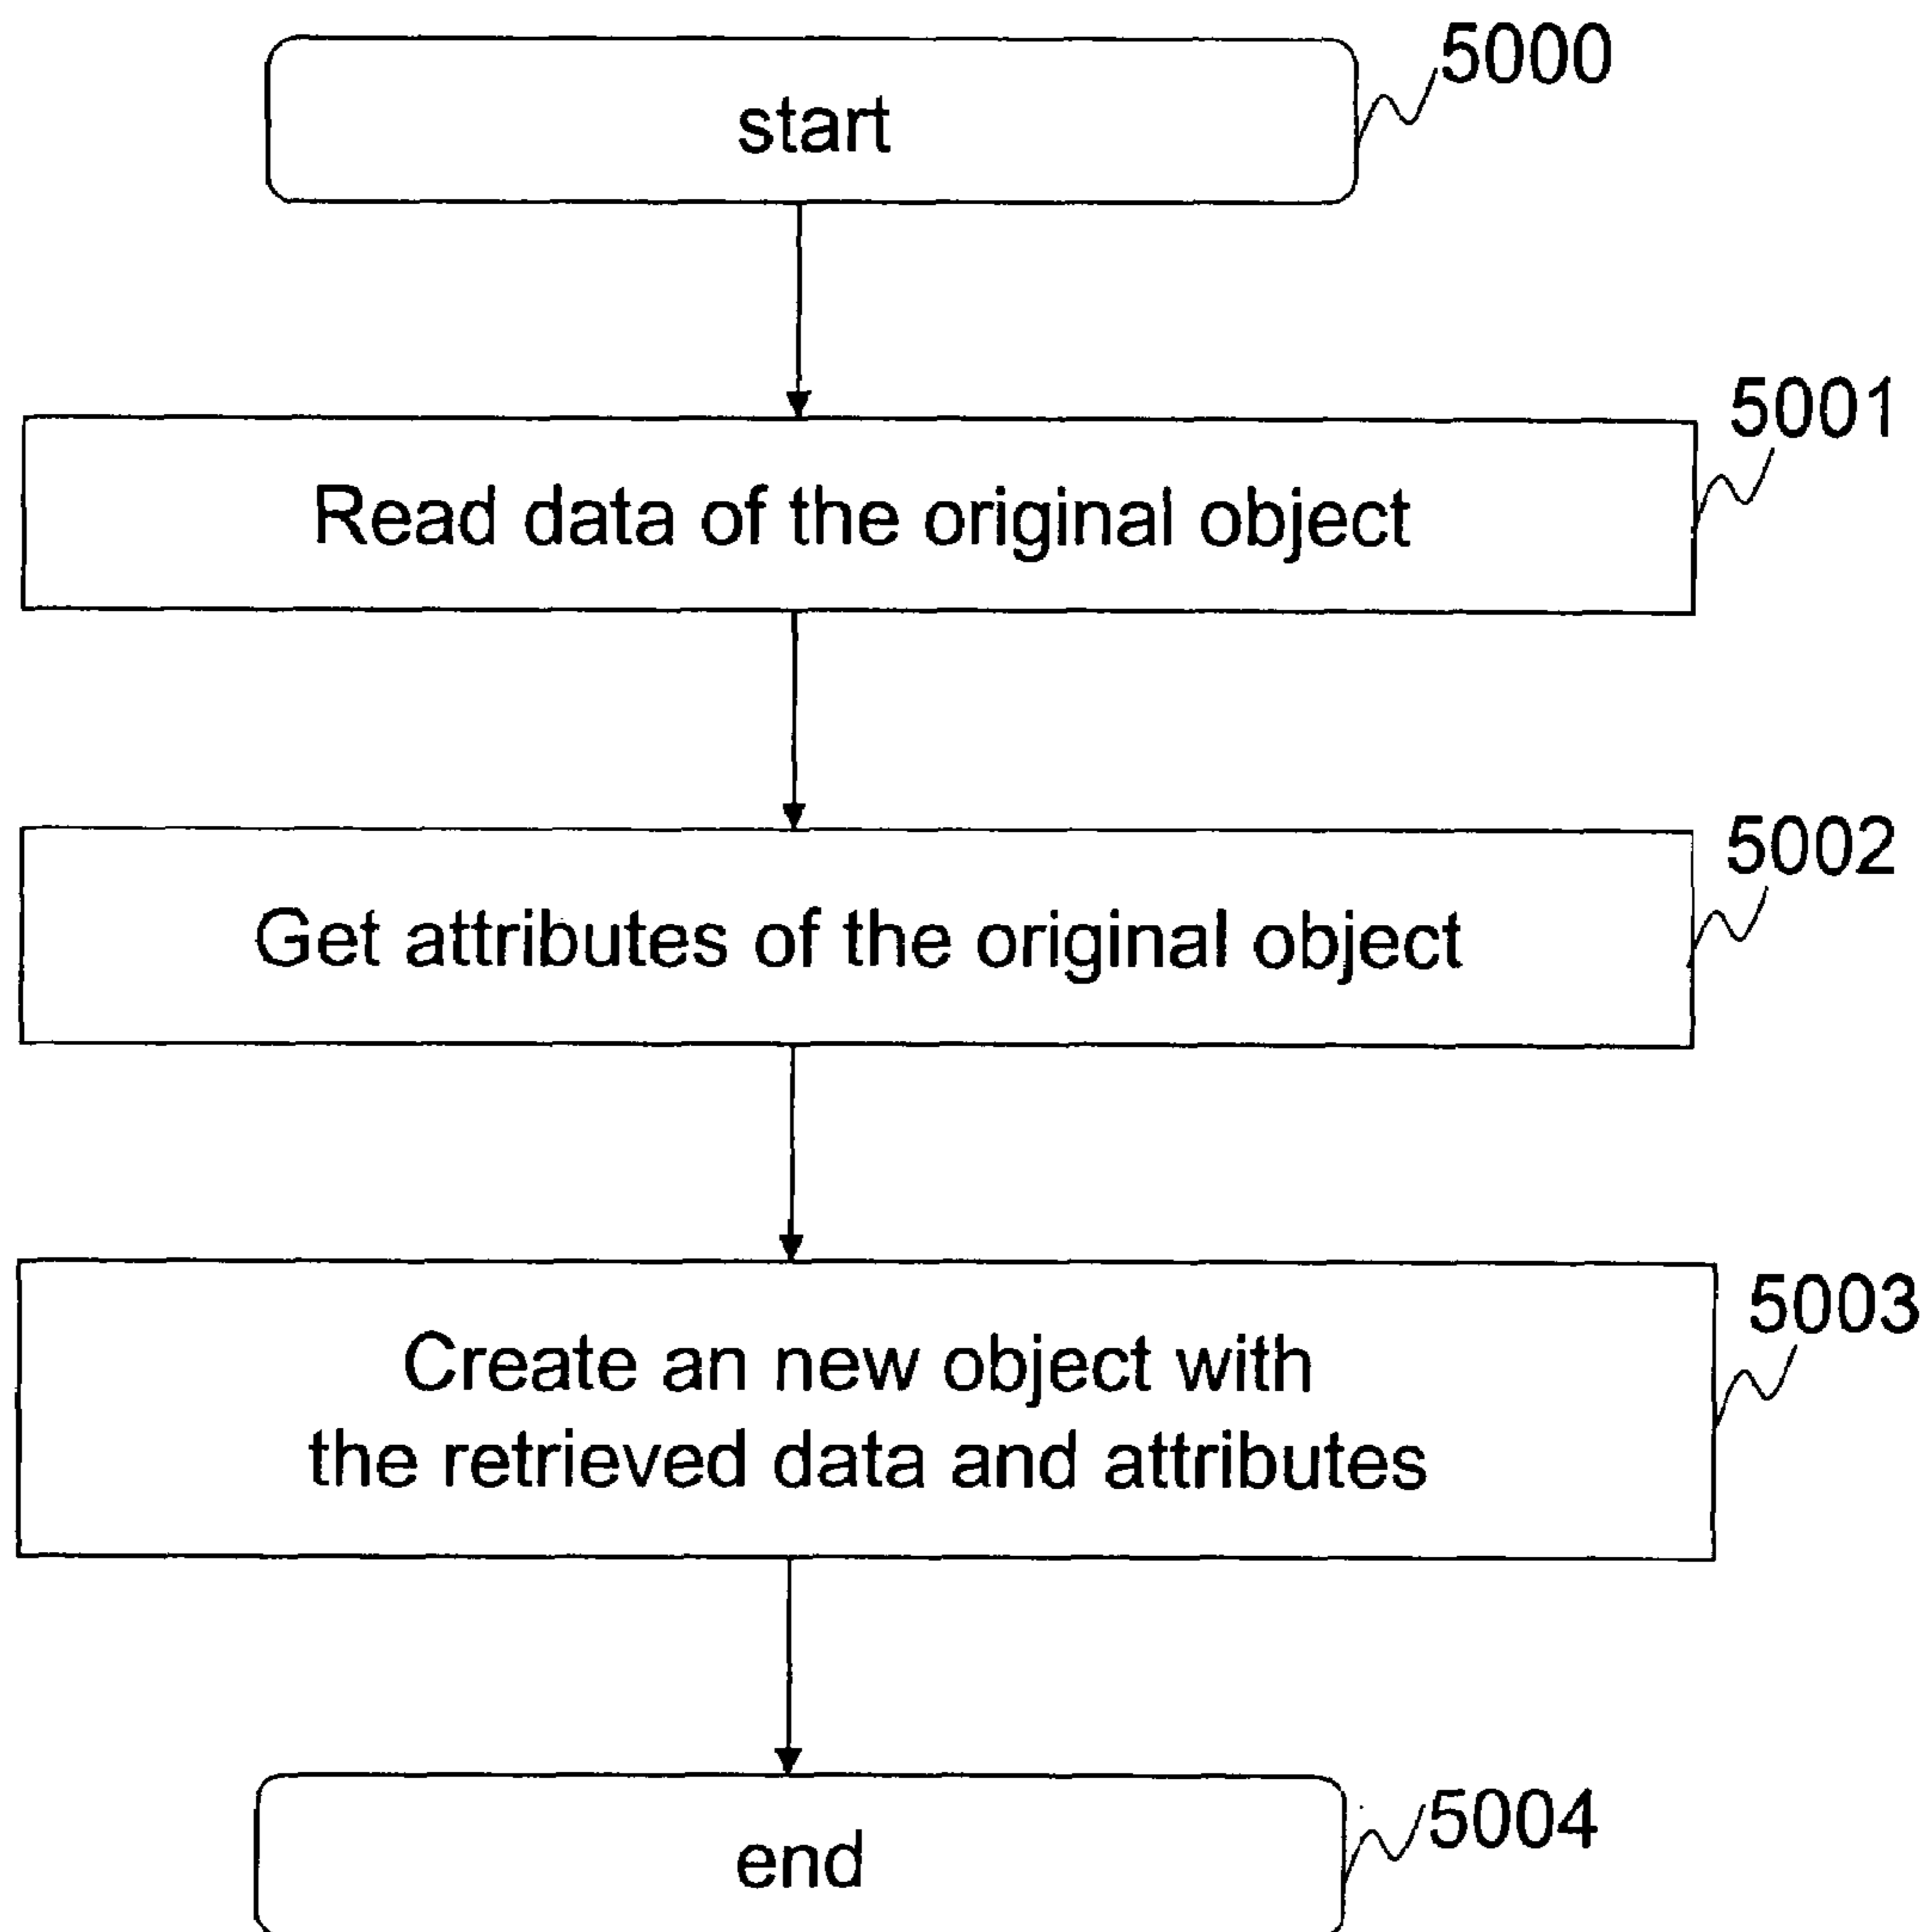 5000
start
5001
Read data of the original object
5002
Get attributes of the original object
5003
Create an new object with
the retrieved data and attributes
5004
end